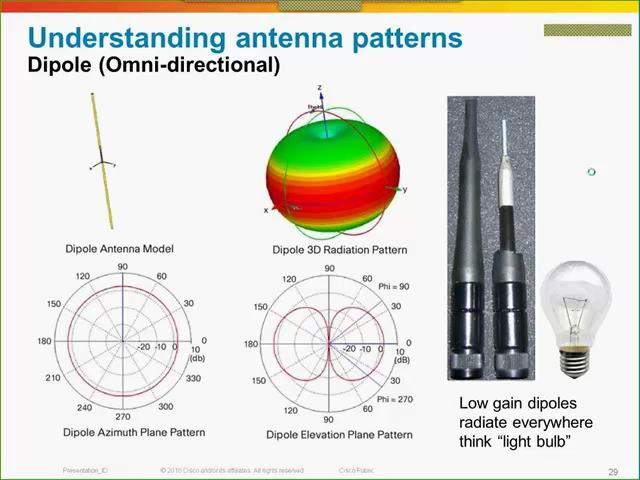 Understanding antenna patterns
Dipole (Omni-directional)
z
theta
x
y
Dipole Antenna Model
Dipole 3D Radiation Pattern
90
120
60
150
30
180
-20 -10 0
0
10
(db)
210
330
240
300
270
Dipole Azimuth Plane Pattern
90
120
60
Phi = 90
150
30
180
-20 -10 0
0
10
(dB)
150
30
120
60
Phi = 270
90
Dipole Elevation Plane Pattern
Low gain dipoles
radiate everywhere
think “light bulb”
Presentation_ID
© 2010 Cisco and/or its affiliates. All rights reserved.
Cisco Public
29